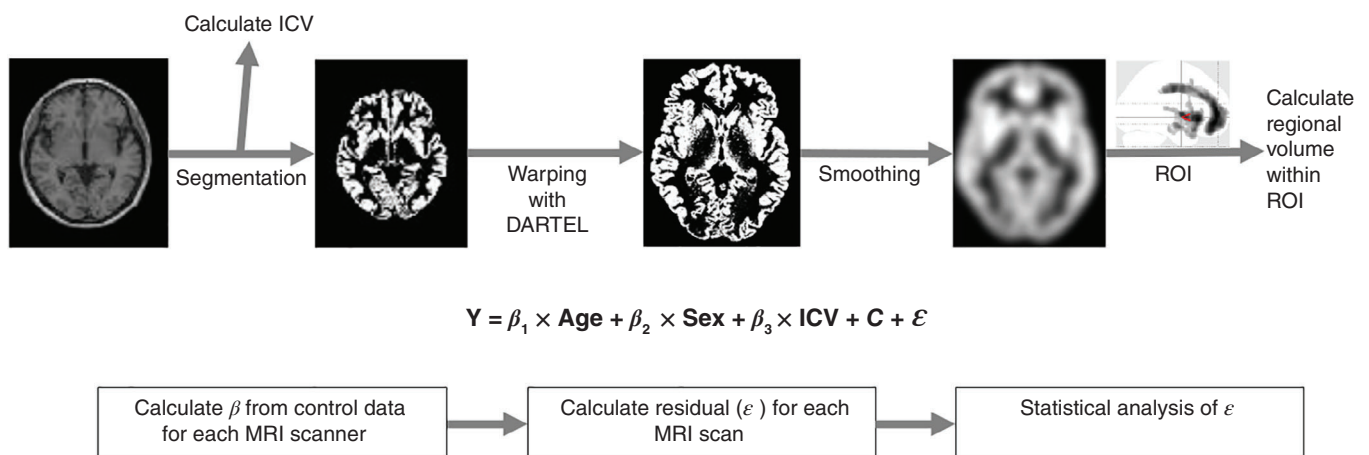 Calculate ICV
Segmentation
Warping
with
DARTEL
Smoothing
ROI
Calculate
regional
volume
within
ROI
Y = β₁ × Age + β₂ × Sex + β₃ × ICV + C + ε
Calculate β from control data
for each MRI scanner
Calculate residual (ε ) for each
MRI scan
Statistical analysis of ε